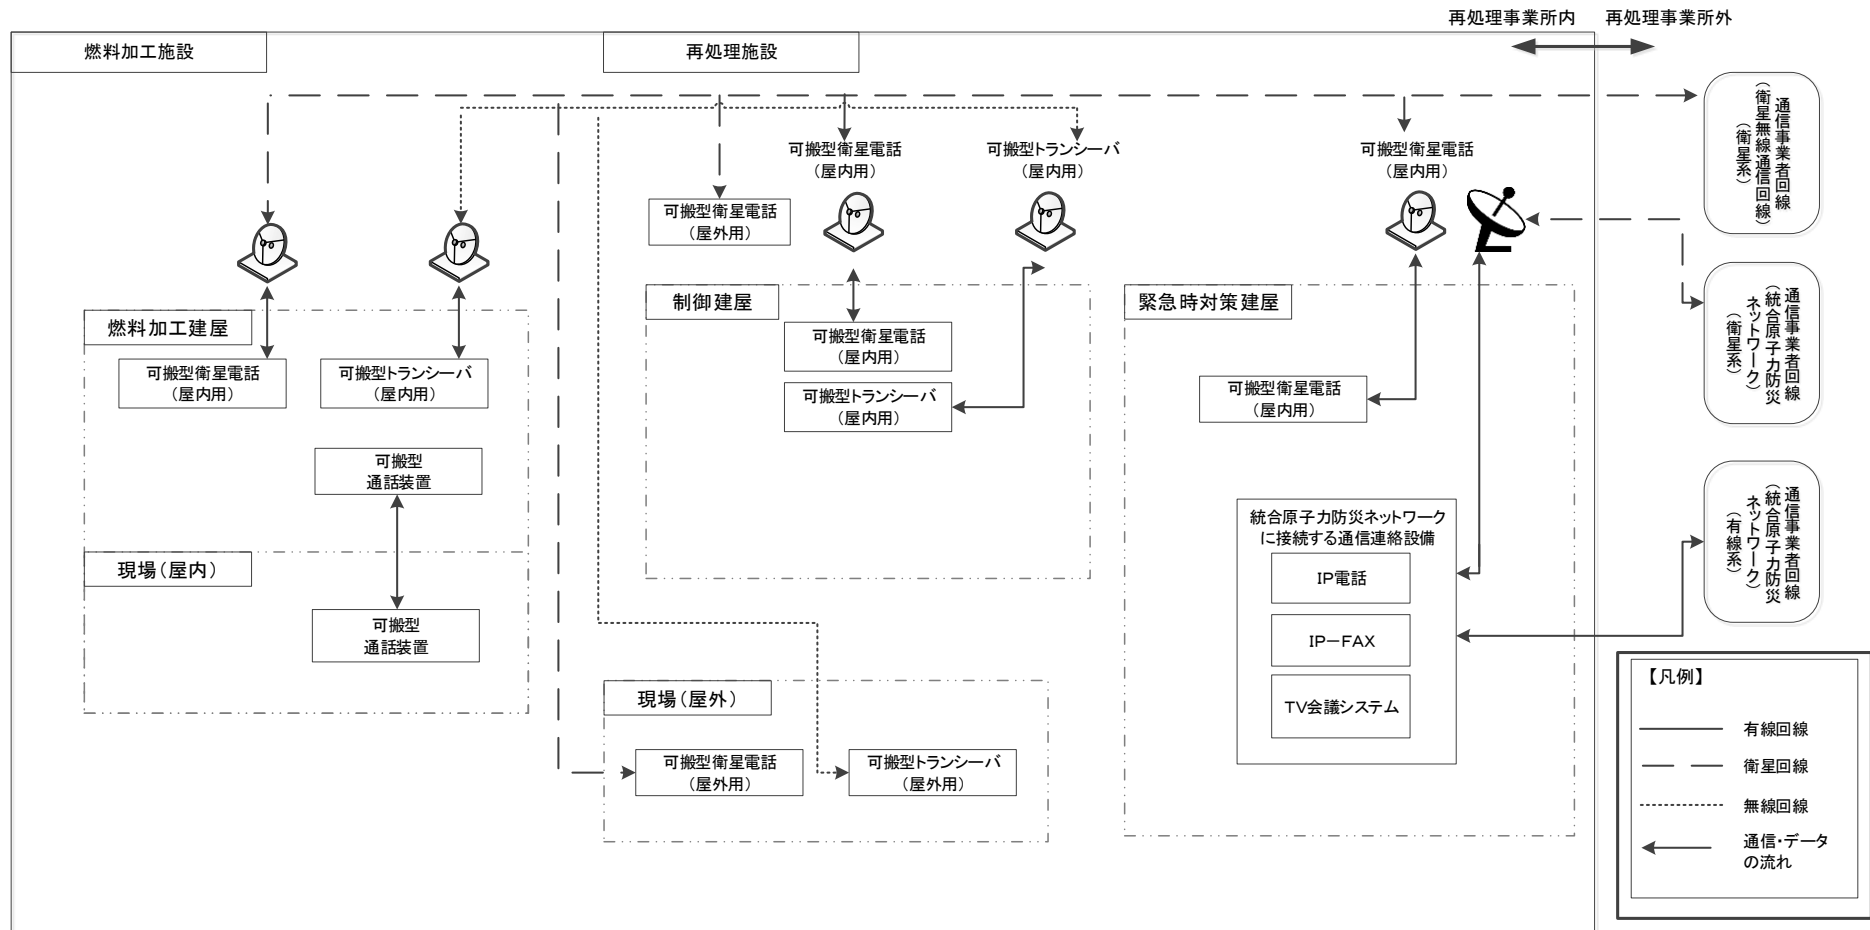 再処理事業所内
再処理事業所外
燃料加工施設
再処理施設
可搬型衛星電話
(屋内用)
可搬型トランシーバ
(屋内用)
可搬型衛星電話
(屋内用)
可搬型衛星電話
(屋外用)
燃料加工建屋
可搬型衛星電話
(屋内用)
可搬型トランシーバ
(屋内用)
可搬型
通話装置
現場(屋内)
可搬型
通話装置
制御建屋
可搬型衛星電話
(屋内用)
可搬型トランシーバ
(屋内用)
現場(屋外)
可搬型衛星電話
(屋外用)
可搬型トランシーバ
(屋外用)
緊急時対策建屋
可搬型衛星電話
(屋内用)
統合原子力防災ネットワーク
に接続する通信連絡設備
IP電話
IP-FAX
TV会議システム
通信事業者回線
(衛星無線通信回線)
(衛星系)
通信事業者回線
(統合原子力防災
ネットワーク)
(衛星系)
通信事業者回線
(統合原子力防災
ネットワーク)
(有線系)
【凡例】
有線回線
衛星回線
無線回線
通信・データ
の流れ